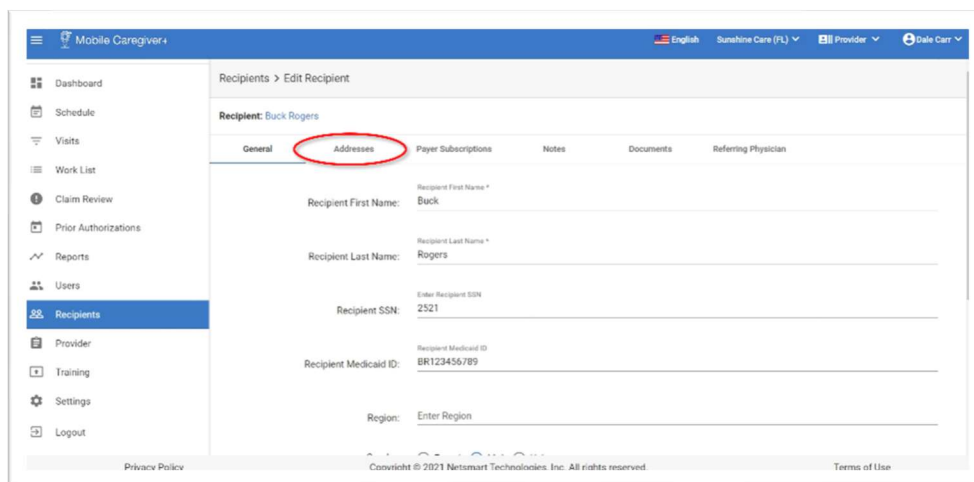 Mobile Caregiver+
English Sunshine Care (FL) Provider Dale Carr
Dashboard
Schedule
Visits
Work List
Claim Review
Prior Authorizations
Reports
Users
Recipients
Provider
Training
Settings
Logout
Recipients > Edit Recipient
Recipient: Buck Rogers
General Addresses Payer Subscriptions Notes Documents Referring Physician
Recipient First Name *
Recipient First Name: Buck
Recipient Last Name *
Recipient Last Name: Rogers
Enter Recipient SSN
Recipient SSN: 2521
Recipient Medicaid ID
Recipient Medicaid ID: BR123456789
Region: Enter Region
Privacy Policy Copyright © 2021 Netsmart Technologies, Inc. All rights reserved. Terms of Use